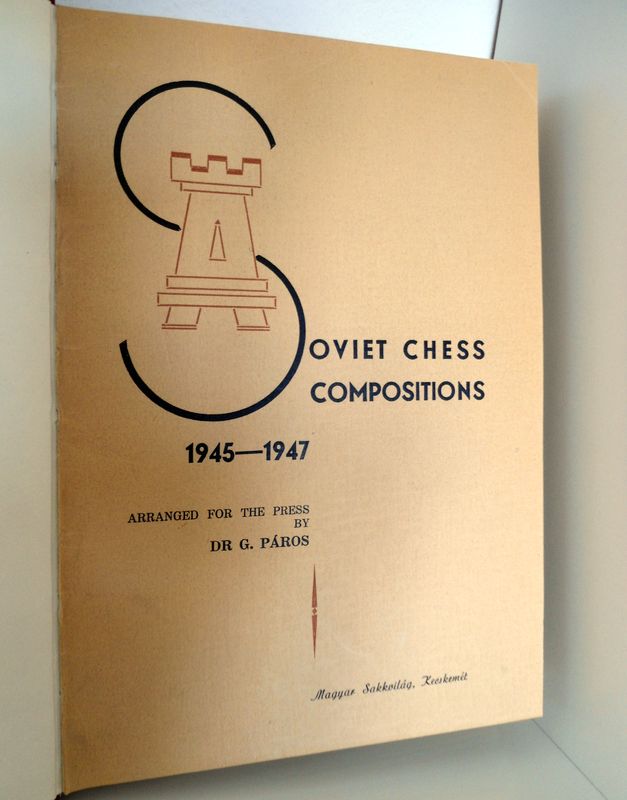 SOVIET CHESS
COMPOSITIONS
1945—1947
ARRANGED FOR THE PRESS
BY
DR G. PÁROS
Magyar Sakkvilág, Kecskemét